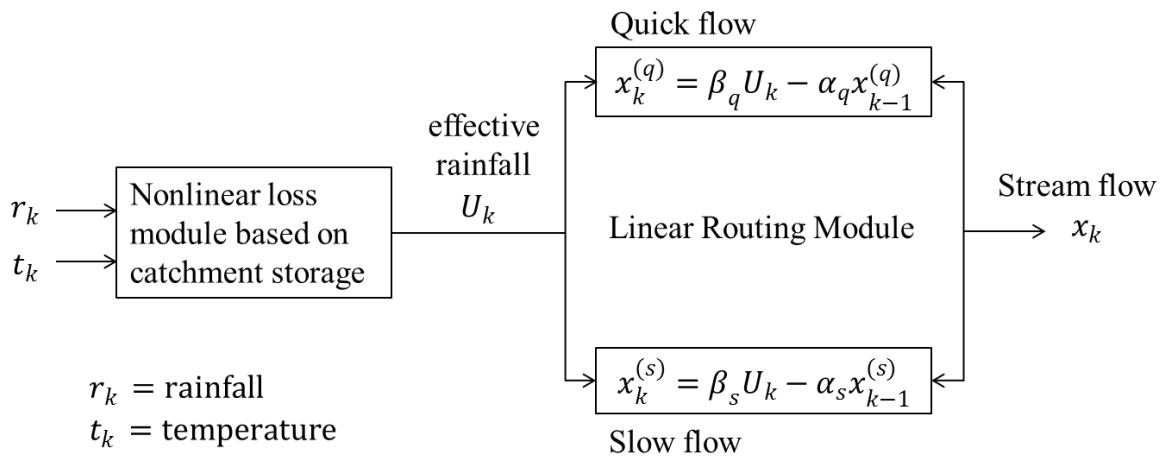 Quick flow
x_k^{(q)} = β_q U_k − α_q x_{k−1}^{(q)}
effective
rainfall
U_k
Nonlinear loss
module based on
catchment storage
r_k
t_k
Linear Routing Module
Stream flow
x_k
x_k^{(s)} = β_s U_k − α_s x_{k−1}^{(s)}
Slow flow
r_k = rainfall
t_k = temperature